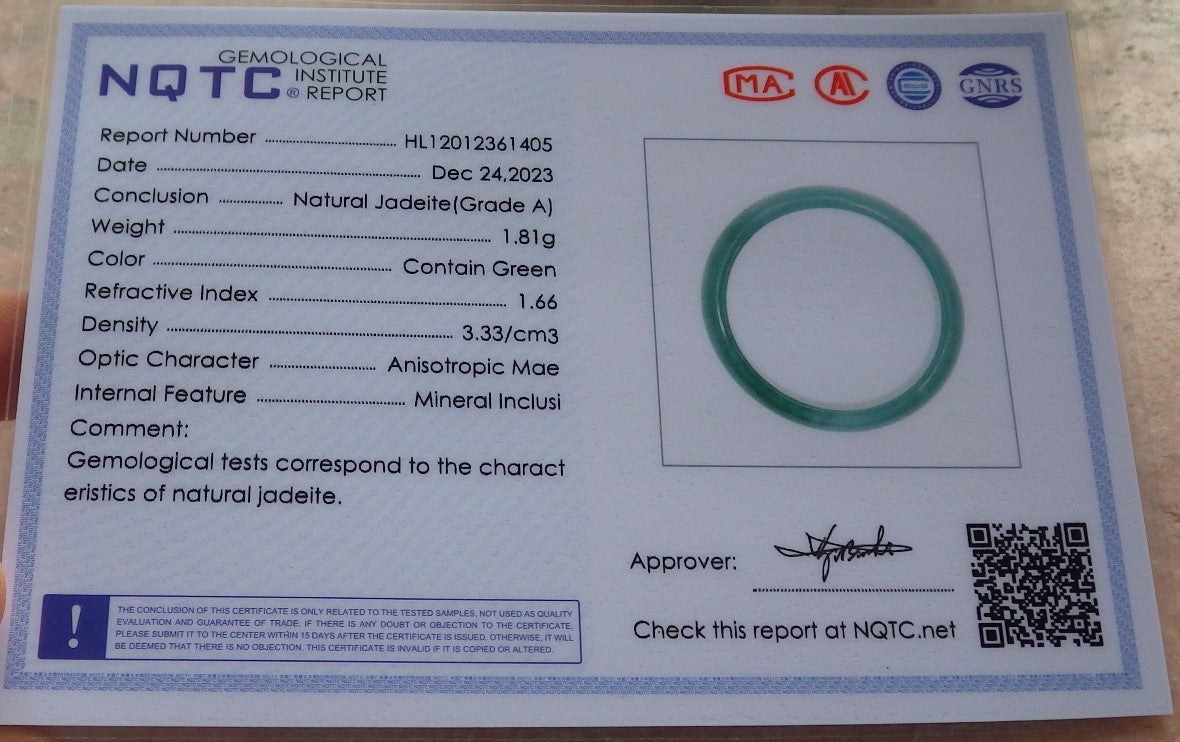 GEMOLOGICAL
NQTC® INSTITUTE
REPORT
MA
GNRS
Report Number ........ HL12012361405
Date ........ Dec 24,2023
Conclusion ........ Natural Jadeite(Grade A)
Weight ........ 1.81g
Color ........ Contain Green
Refractive Index ........ 1.66
Density ........ 3.33/cm3
Optic Character ........ Anisotropic Mae
Internal Feature ........ Mineral Inclusi
Comment:
Gemological tests correspond to the charact
eristics of natural jadeite.
Approver:
Check this report at NQTC.net
!
THE CONCLUSION OF THIS CERTIFICATE IS ONLY RELATED TO THE TESTED SAMPLES, NOT USED AS QUALITY
EVALUATION AND GUARANTEE OF TRADE; IF THERE IS ANY DOUBT OR OBJECTION TO THE CERTIFICATE,
PLEASE SUBMIT IT TO THE CENTER WITHIN 15 DAYS AFTER THE CERTIFICATE IS ISSUED. OTHERWISE, IT WILL
BE DEEMED THAT THERE IS NO OBJECTION. THIS CERTIFICATE IS INVALID IF IT IS COPIED OR ALTERED.